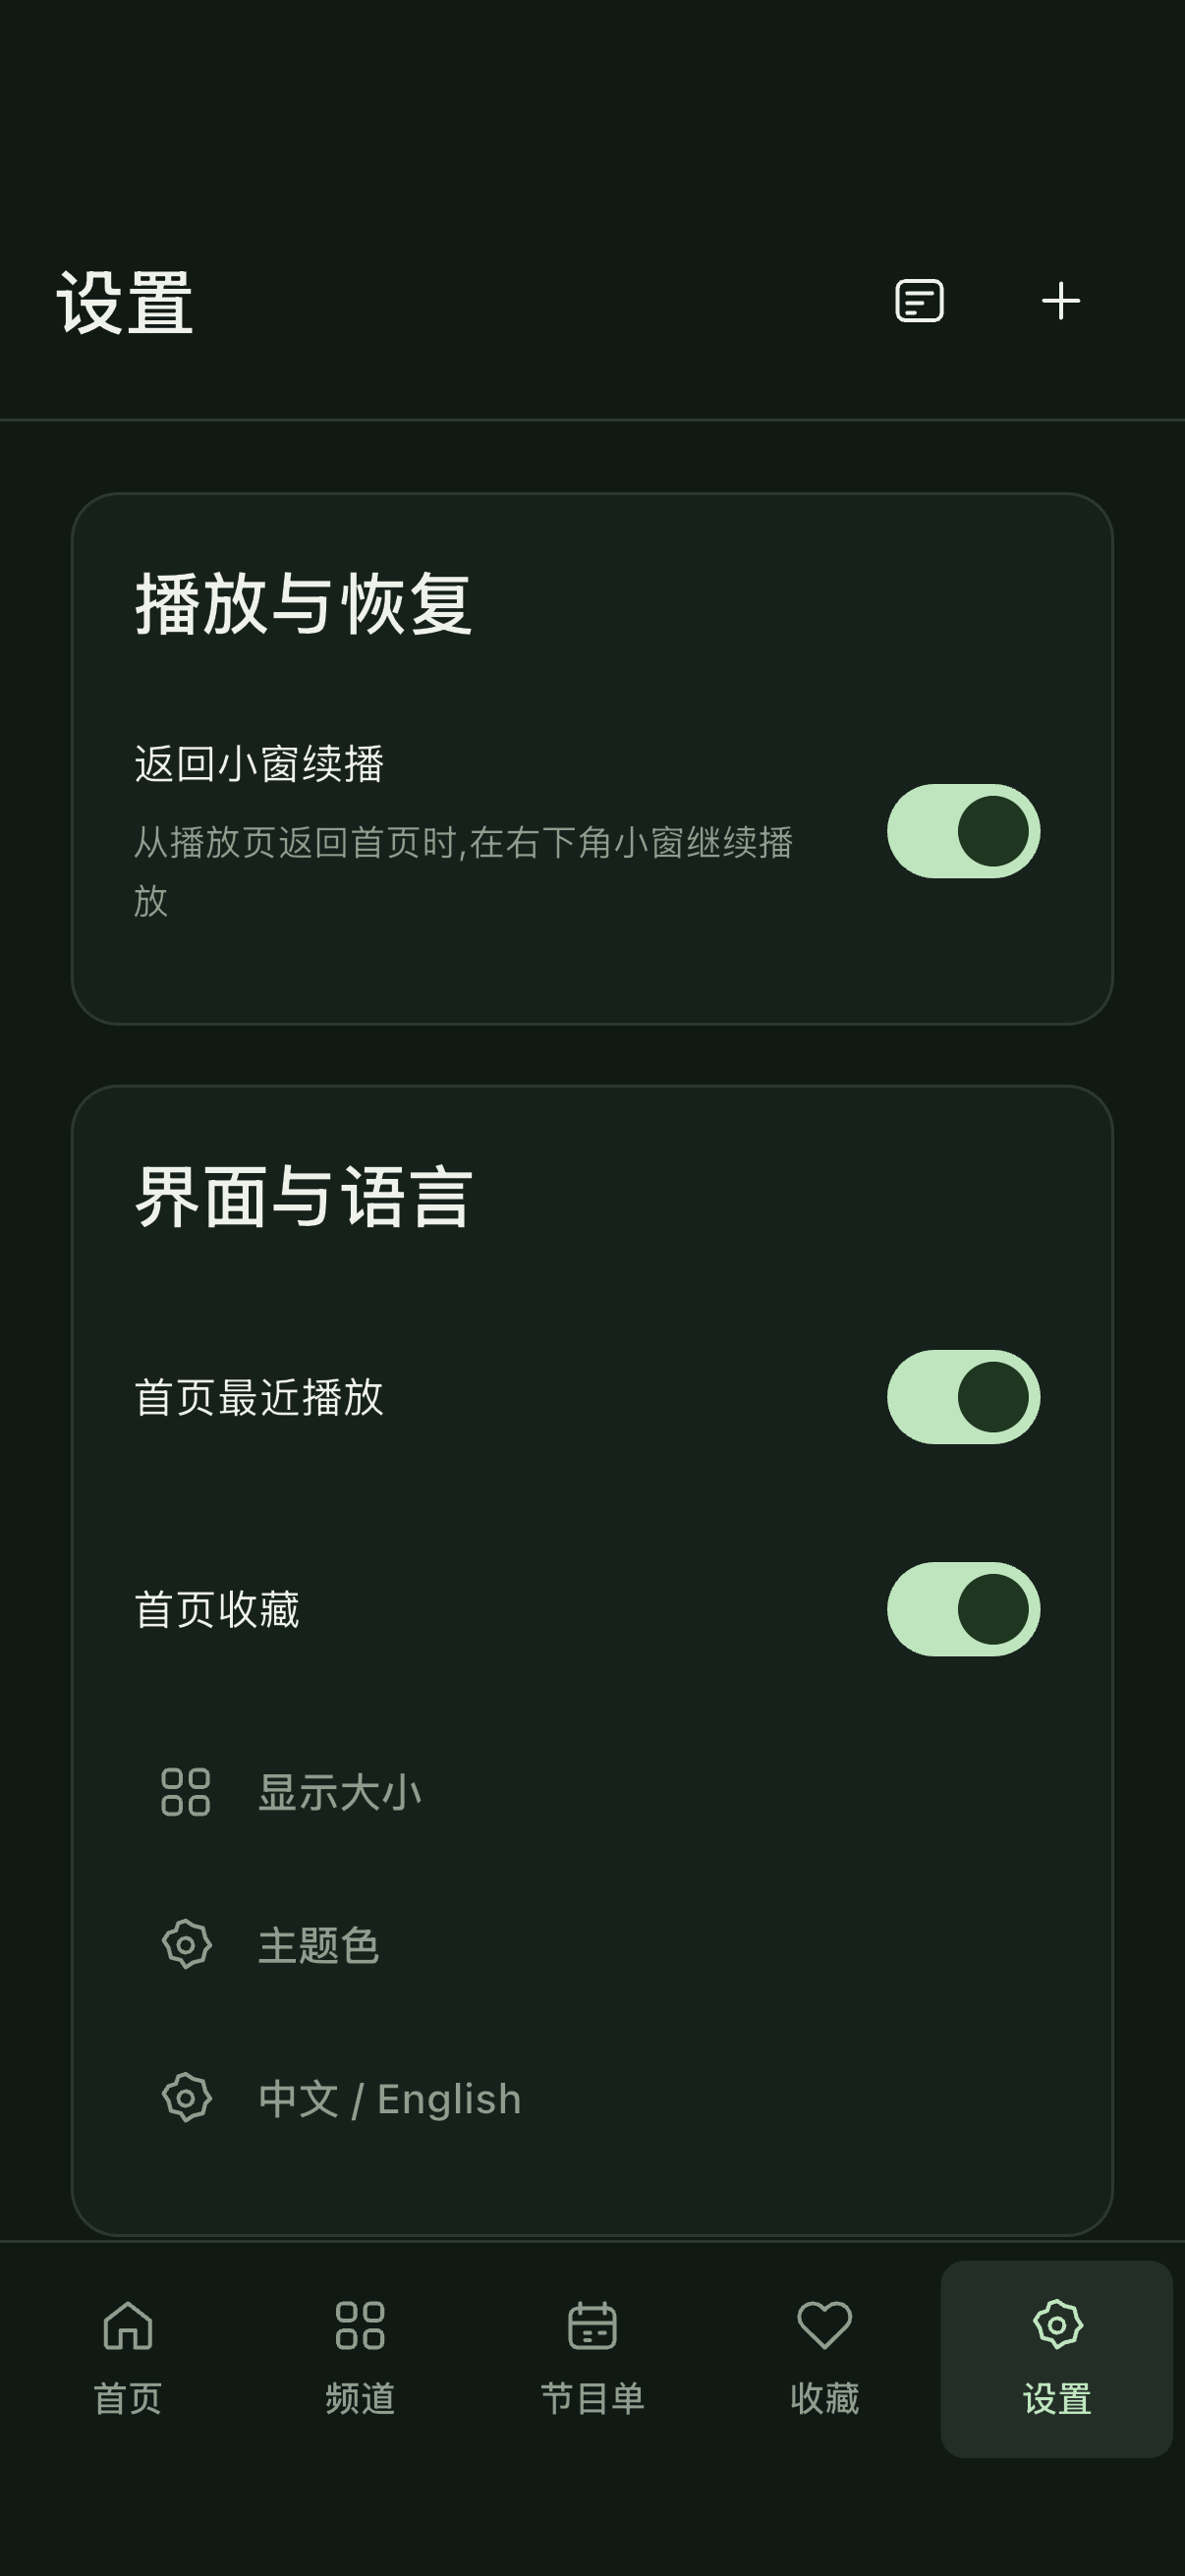 设置
播放与恢复
返回小窗续播
从播放页返回首页时,在右下角小窗继续播
放
界面与语言
首页最近播放
首页收藏
显示大小
主题色
中文 / English
首页
频道
节目单
收藏
设置